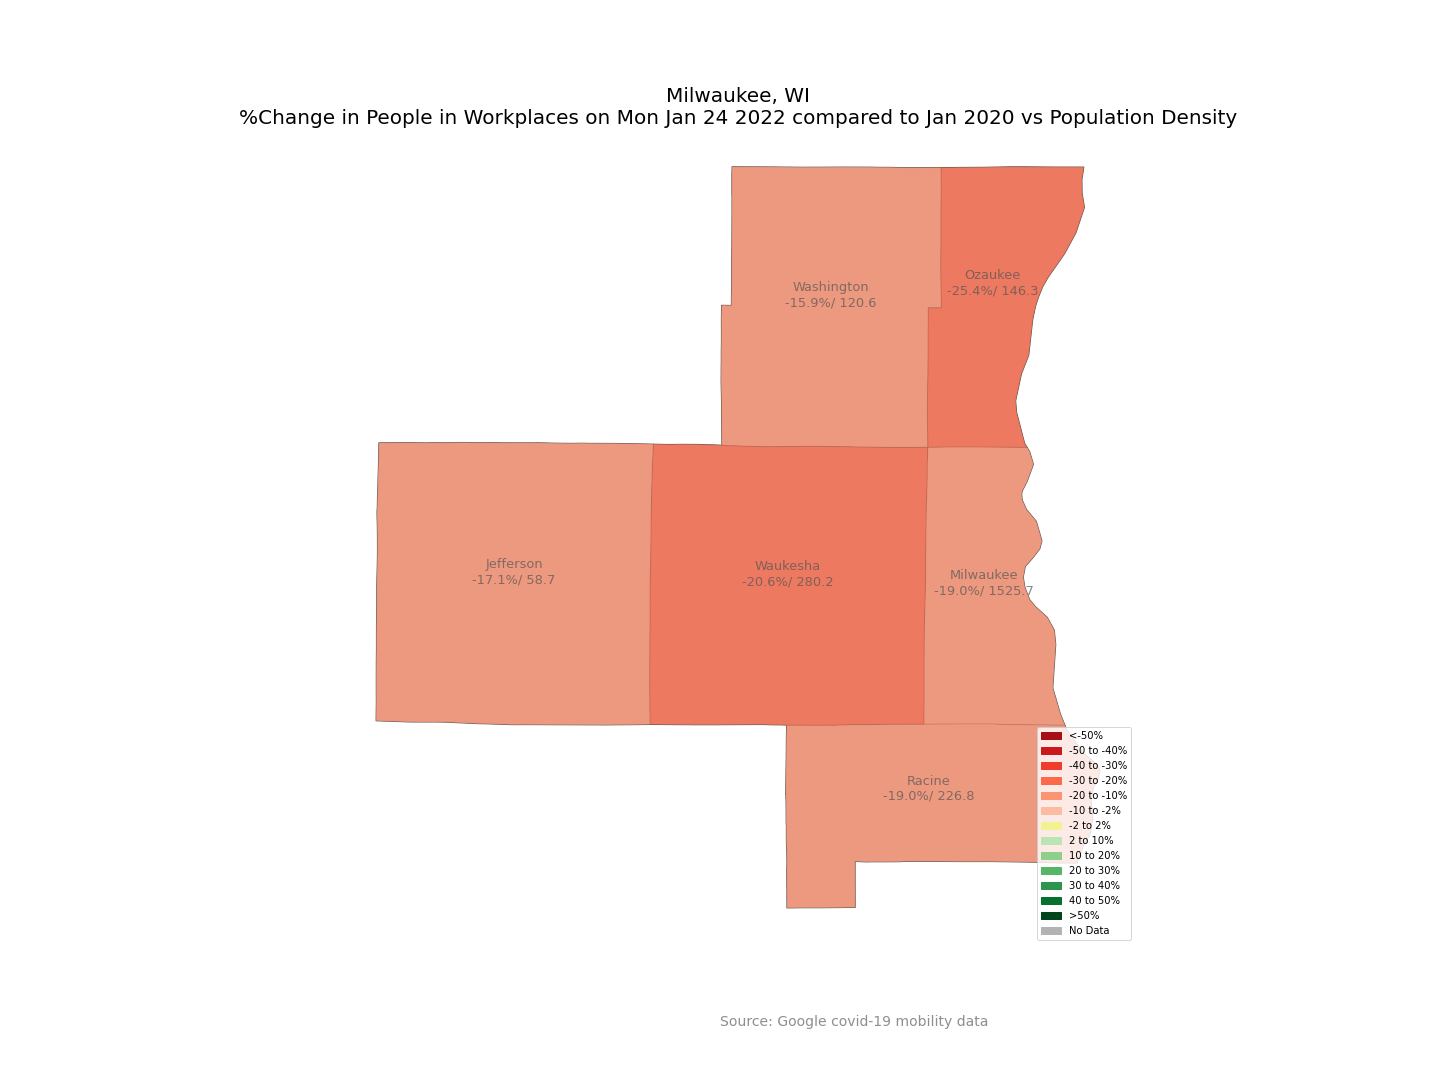 Milwaukee, WI
%Change in People in Workplaces on Mon Jan 24 2022 compared to Jan 2020 vs Population Density
Washington
-15.9%/ 120.6
Ozaukee
-25.4%/ 146.3
Jefferson
-17.1%/ 58.7
Waukesha
-20.6%/ 280.2
Milwaukee
-19.0%/ 1525.7
Racine
-19.0%/ 226.8
<-50%
-50 to -40%
-40 to -30%
-30 to -20%
-20 to -10%
-10 to -2%
-2 to 2%
2 to 10%
10 to 20%
20 to 30%
30 to 40%
40 to 50%
>50%
No Data
Source: Google covid-19 mobility data